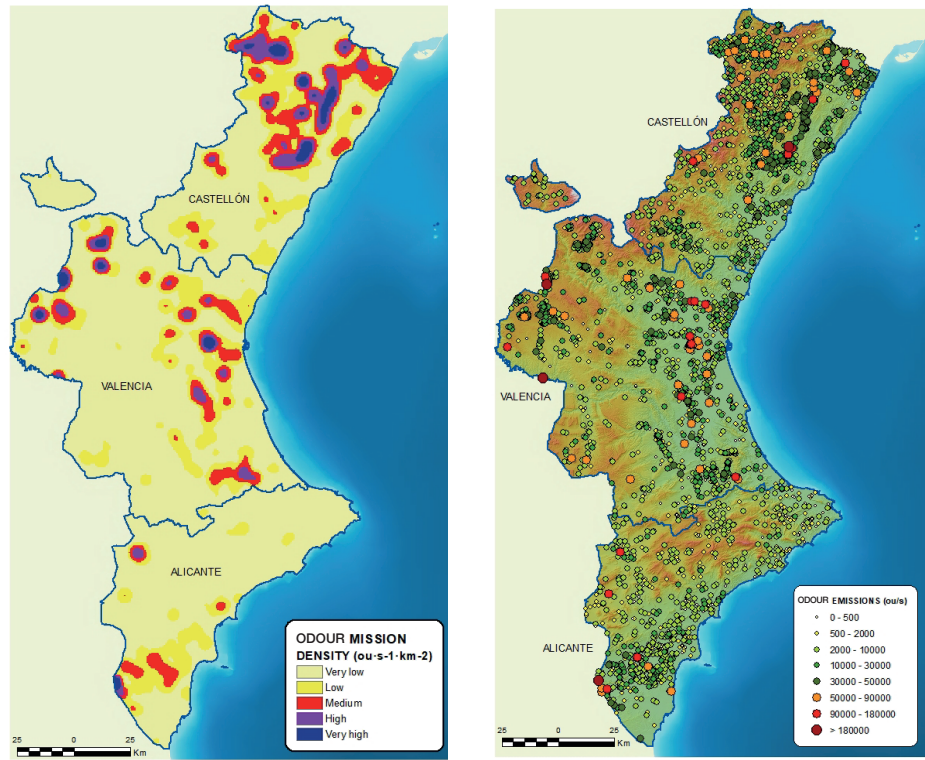 CASTELLÓN
VALENCIA
ALICANTE
ODOUR MISSION
DENSITY (ou·s-1·km-2)
Very low
Low
Medium
High
Very high
25 0 25
Km
CASTELLÓN
VALENCIA
ALICANTE
ODOUR EMISSIONS (ou/s)
0 - 500
500 - 2000
2000 - 10000
10000 - 30000
30000 - 50000
50000 - 90000
90000 - 180000
> 180000
25 0 25
Km